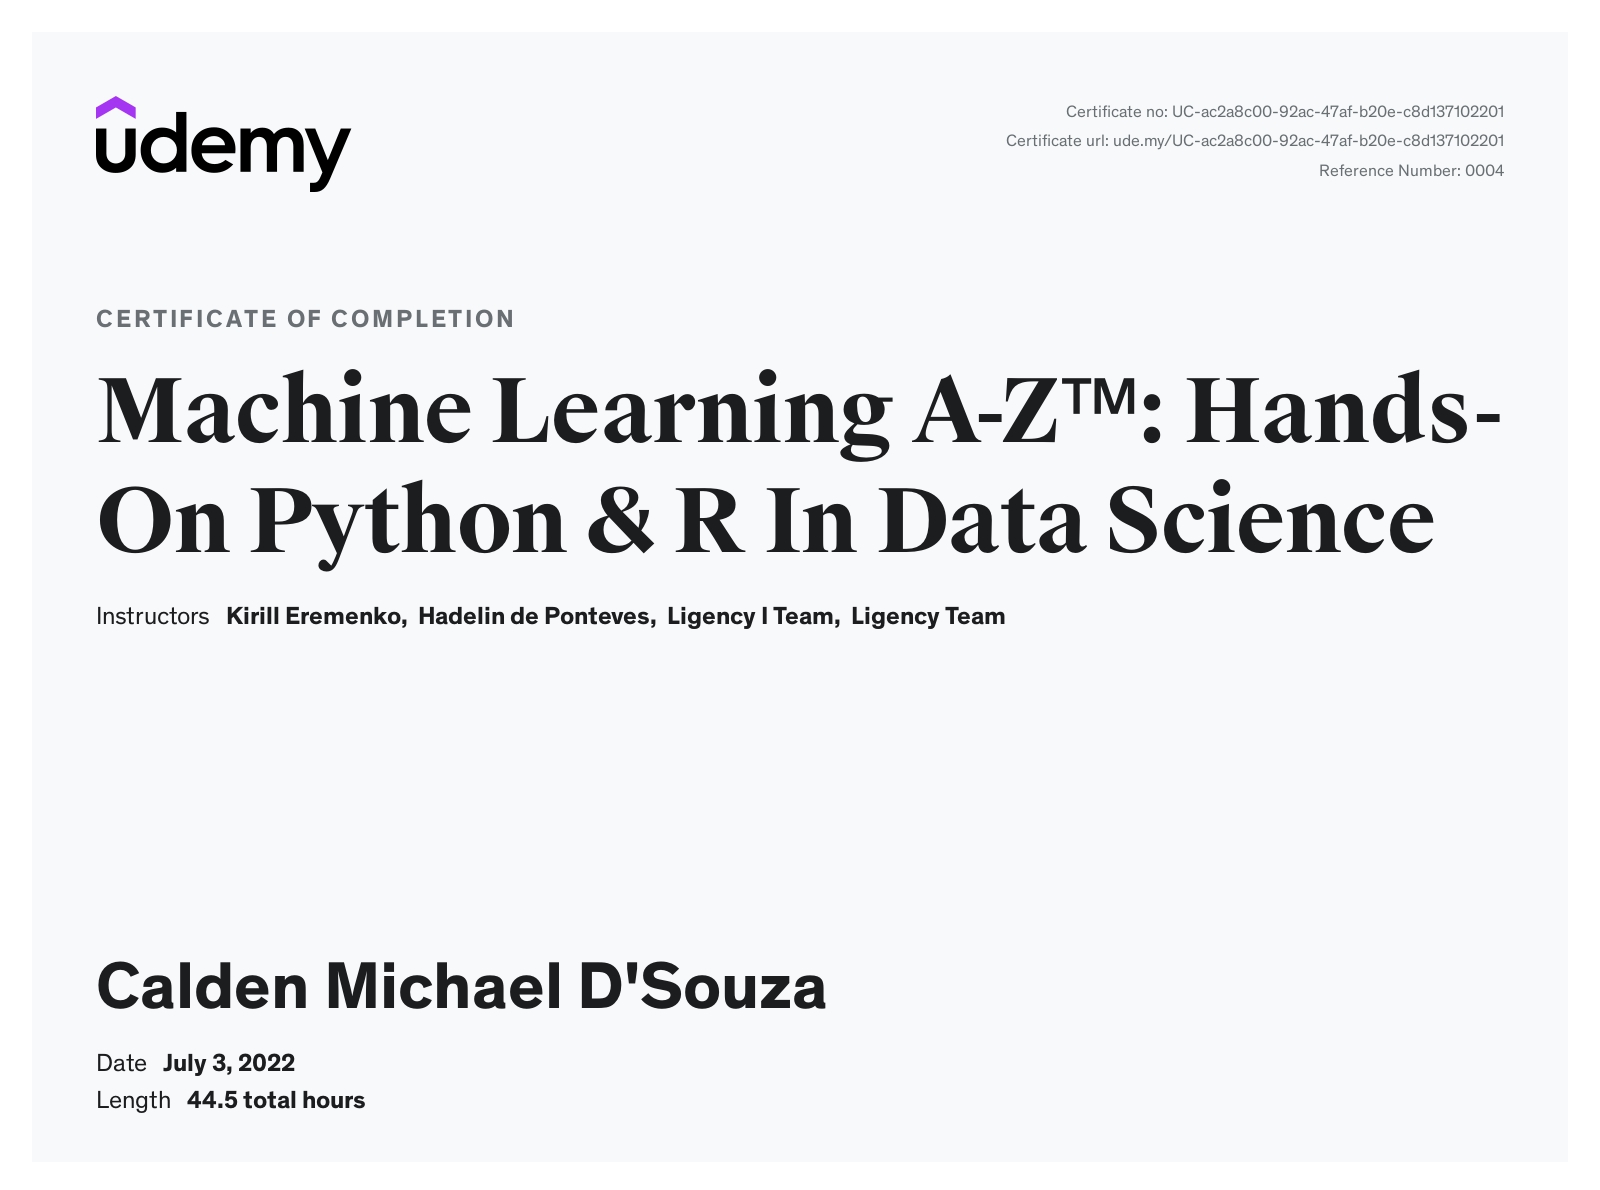 udemy
Certificate no: UC-ac2a8c00-92ac-47af-b20e-c8d137102201
Certificate url: ude.my/UC-ac2a8c00-92ac-47af-b20e-c8d137102201
Reference Number: 0004
CERTIFICATE OF COMPLETION
Machine Learning A-Z™: Hands-
On Python & R In Data Science
Instructors Kirill Eremenko, Hadelin de Ponteves, Ligency I Team, Ligency Team
Calden Michael D'Souza
Date July 3, 2022
Length 44.5 total hours